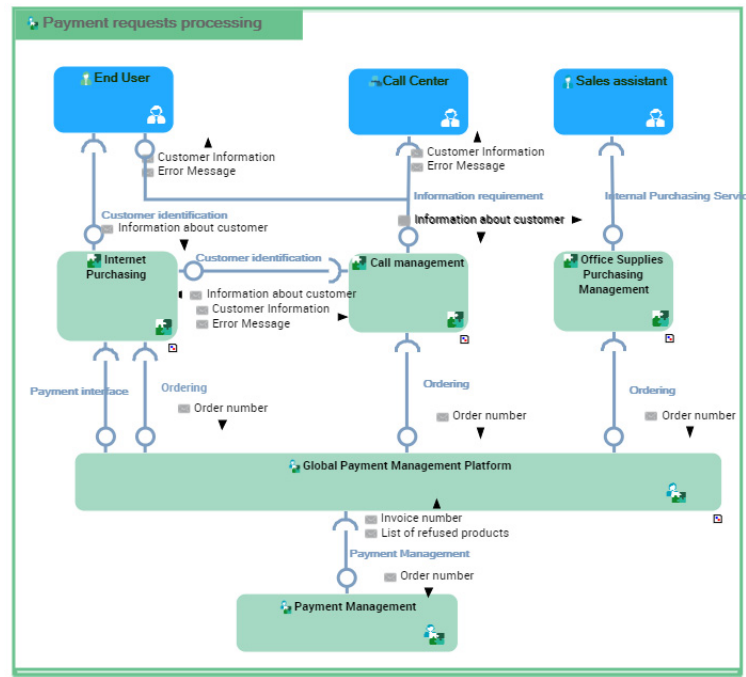 Payment requests processing
End User
Call Center
Sales assistant
Customer Information
Error Message
Customer Information
Error Message
Information requirement
Internal Purchasing Servic
Customer identification
Information about customer
Information about customer
Internet
Purchasing
Customer identification
Call management
Office Supplies
Purchasing
Management
Information about customer
Customer Information
Error Message
Payment interface
Ordering
Ordering
Ordering
Order number
Order number
Order number
Global Payment Management Platform
Invoice number
List of refused products
Payment Management
Order number
Payment Management